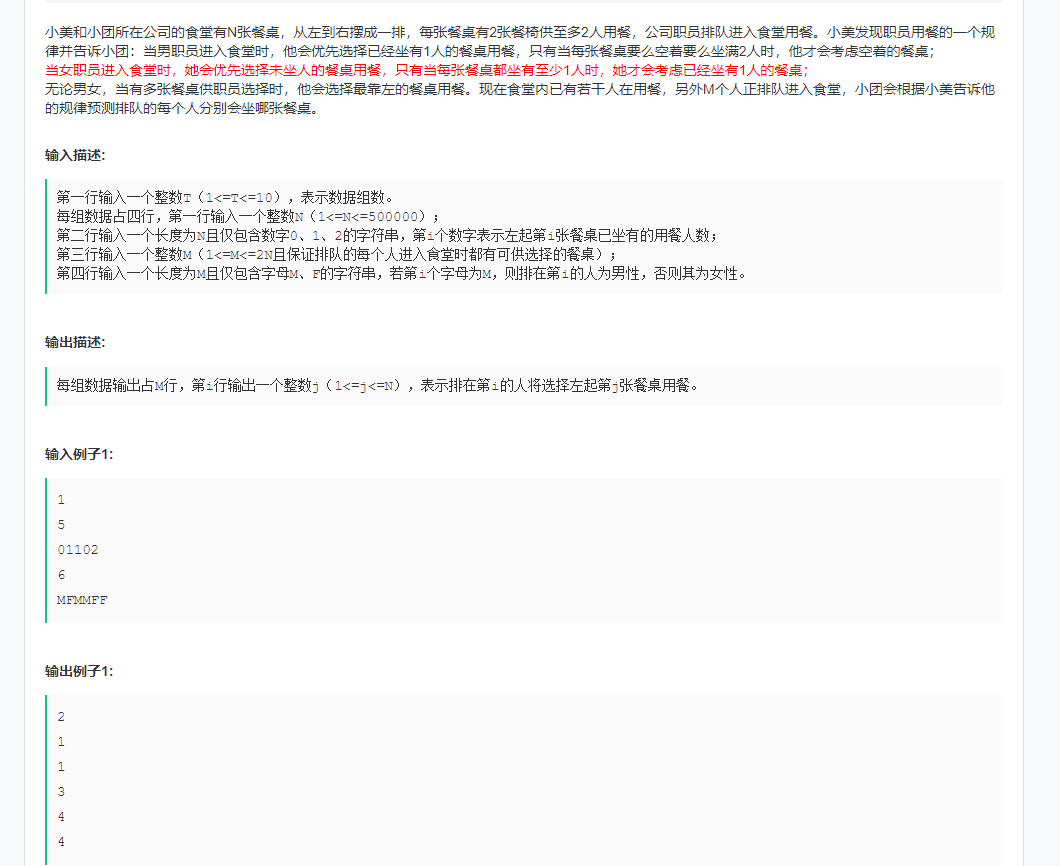 小美和小团所在公司的食堂有N张餐桌，从左到右摆成一排，每张餐桌有2张餐椅供至多2人用餐，公司职员排队进入食堂用餐。小美发现职员用餐的一个规
律并告诉小团：当男职员进入食堂时，他会优先选择已经坐有1人的餐桌用餐，只有当每张餐桌要么空着要么坐满2人时，他才会考虑空着的餐桌；
当女职员进入食堂时，她会优先选择未坐人的餐桌用餐，只有当每张餐桌都坐有至少1人时，她才会考虑已经坐有1人的餐桌；
无论男女，当有多张餐桌供职员选择时，他会选择最靠左的餐桌用餐。现在食堂内已有若干人在用餐，另外M个人正排队进入食堂，小团会根据小美告诉他
的规律预测排队的每个人分别会坐哪张餐桌。
输入描述:
第一行输入一个整数T（1<=T<=10），表示数据组数。
每组数据占四行，第一行输入一个整数N（1<=N<=500000）；
第二行输入一个长度为N且仅包含数字0、1、2的字符串，第i个数字表示左起第i张餐桌已坐有的用餐人数；
第三行输入一个整数M（1<=M<=2N且保证排队的每个人进入食堂时都有可供选择的餐桌）；
第四行输入一个长度为M且仅包含字母M、F的字符串，若第i个字母为M，则排在第i的人为男性，否则其为女性。
输出描述:
每组数据输出占M行，第i行输出一个整数j（1<=j<=N），表示排在第i的人将选择左起第j张餐桌用餐。
输入例子1:
1
5
01102
6
MFMMFF
输出例子1:
2
1
1
3
4
4